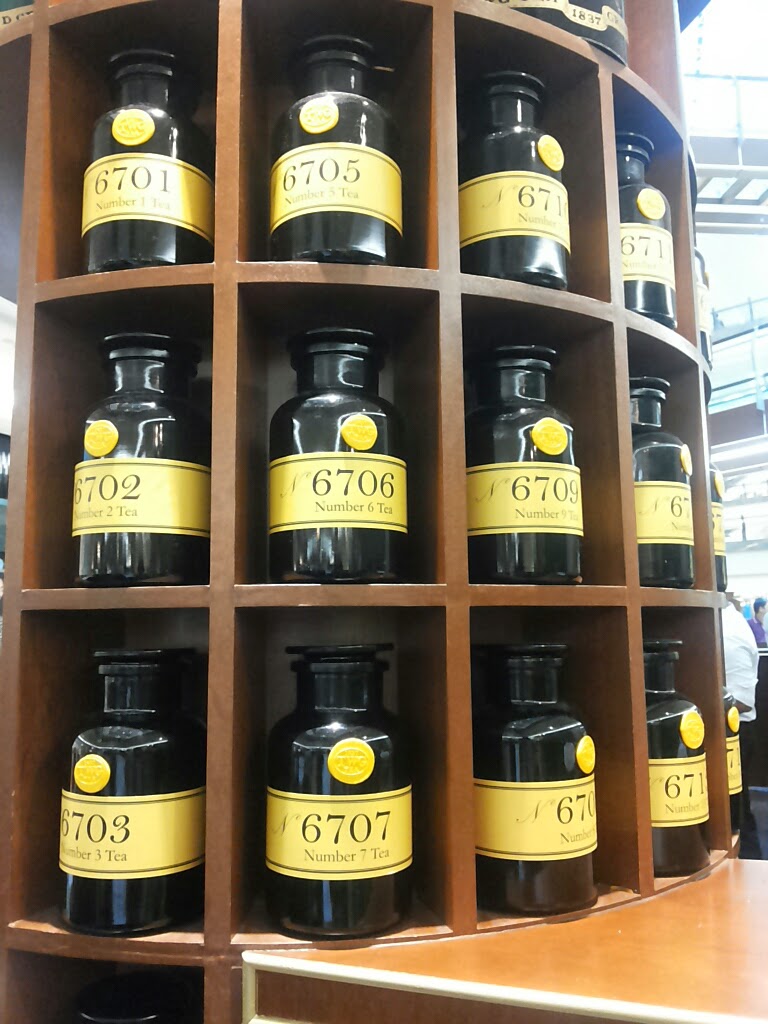 1837
6701
Number 1 Tea
6705
Number 5 Tea
Nº 671
Number
671
6702
Number 2 Tea
Nº 6706
Number 6 Tea
Nº 6709
Number 9 Tea
Nº 67
6703
Number 3 Tea
Nº 6707
Number 7 Tea
Nº 670
Number
671
Number